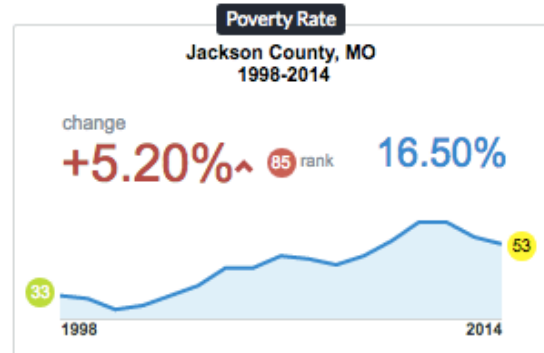 Poverty Rate
Jackson County, MO
1998-2014
change
+5.20% 85 rank 16.50%
33
53
1998 2014